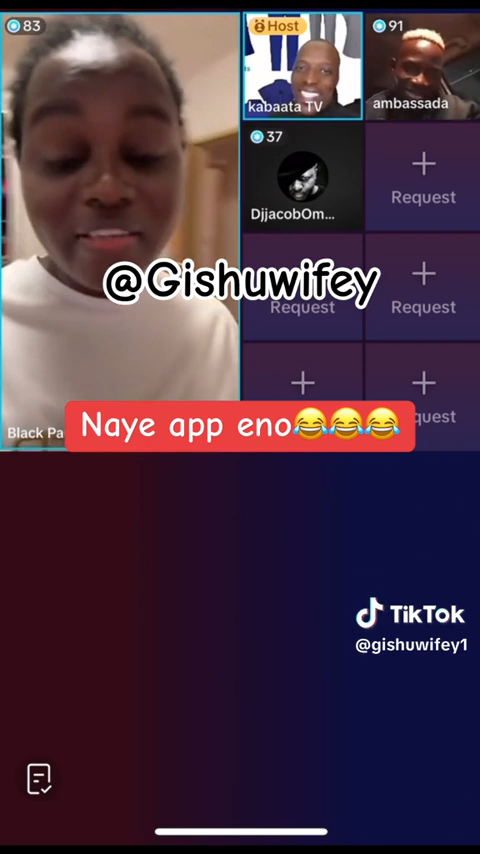 83
Host
kabaata TV
91
ambassada
37
DjjacobOm...
Request
@Gishuwifey
Request
Request
Black Pa
quest
Naye app eno😂😂😂
TikTok
@gishuwifey1